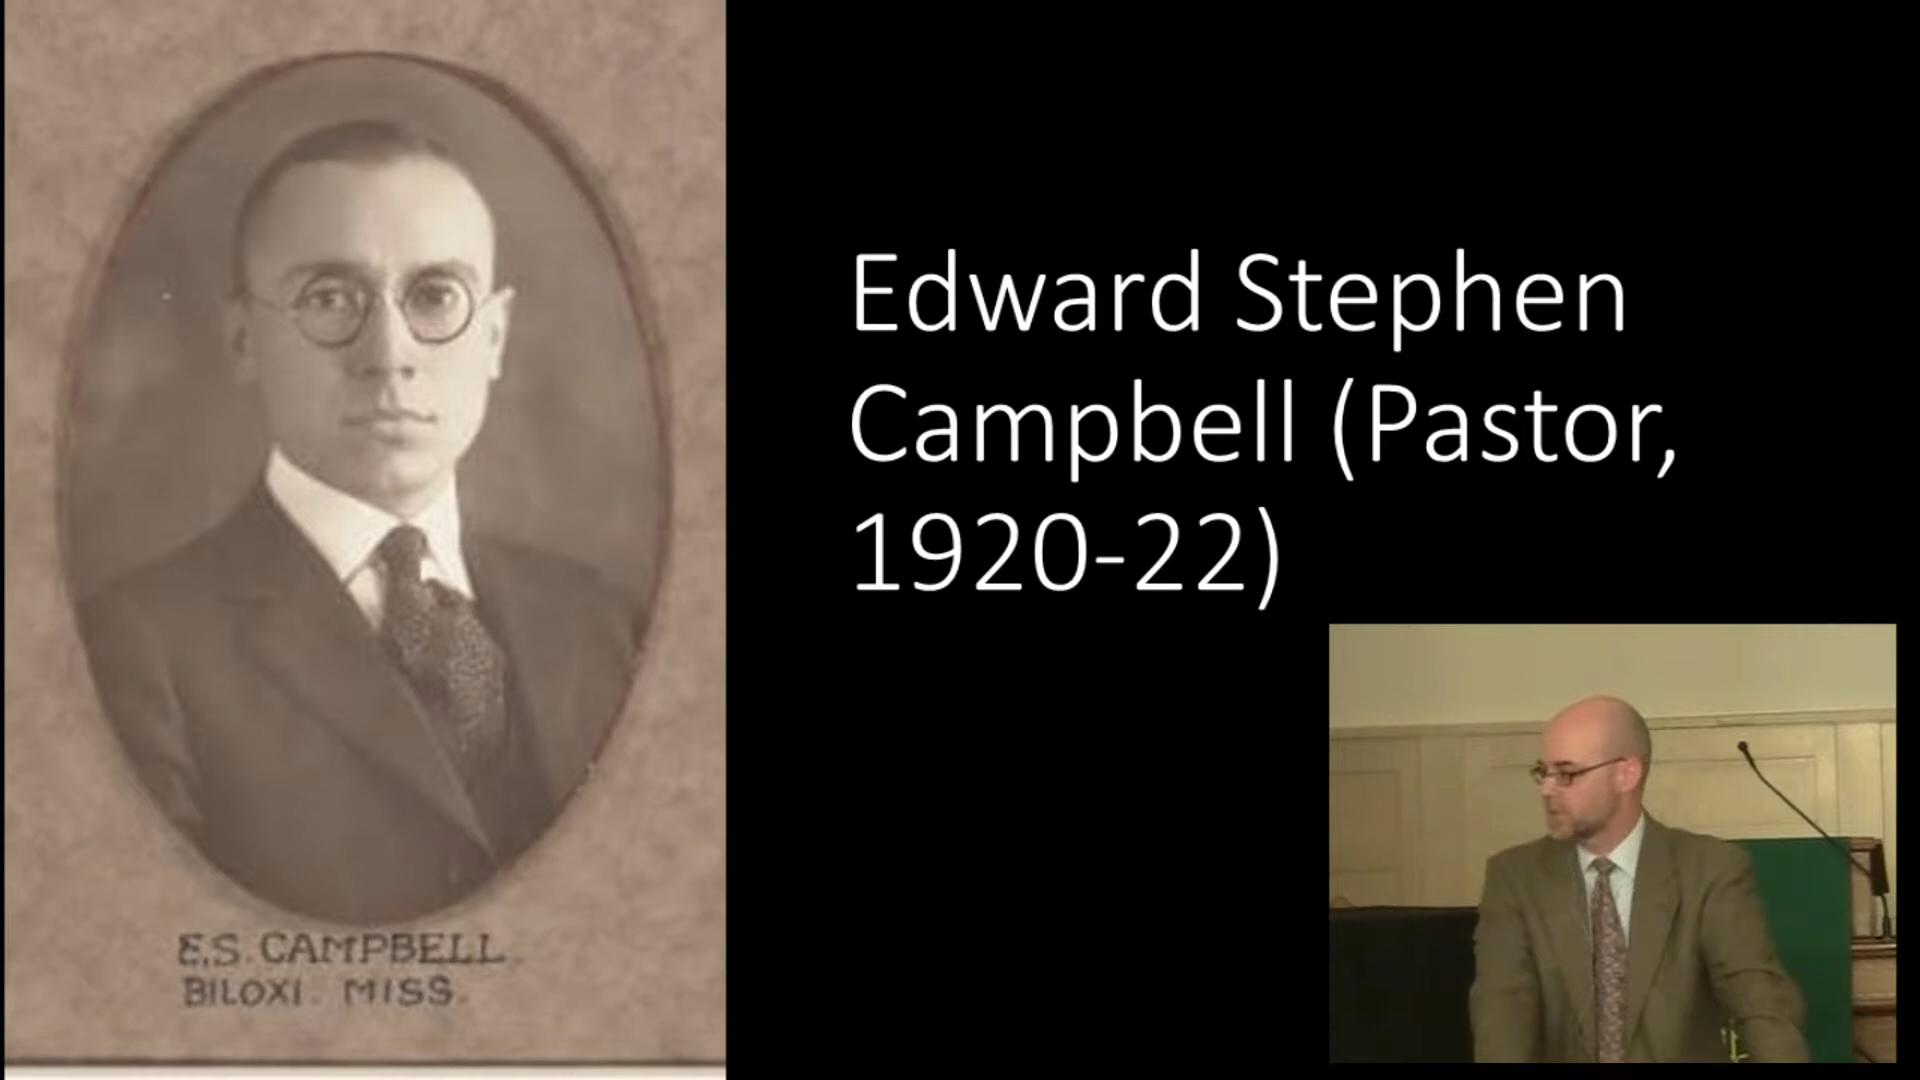 Edward Stephen
Campbell (Pastor,
1920-22)
E.S. CAMPBELL
BILOXI. MISS.